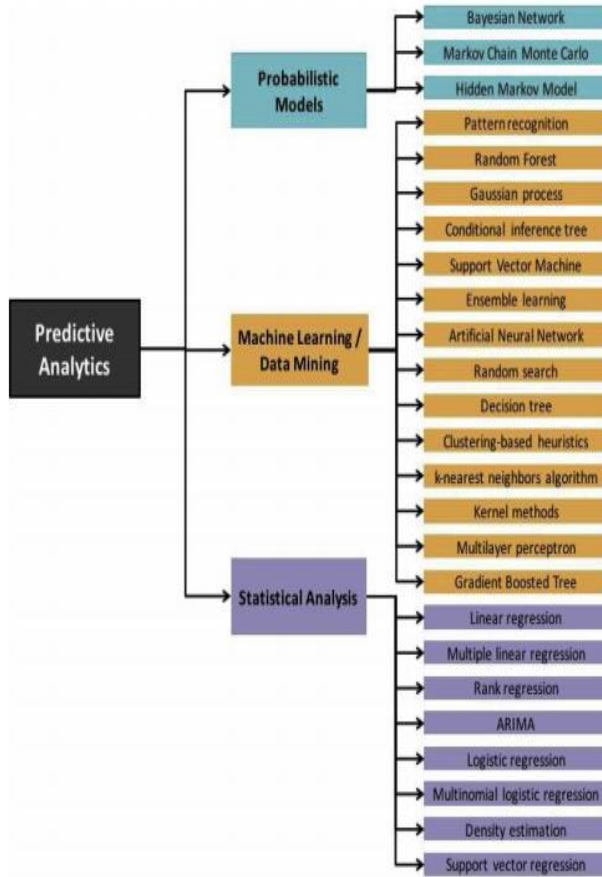 Predictive
Analytics
Probabilistic
Models
Bayesian Network
Markov Chain Monte Carlo
Hidden Markov Model
Machine Learning /
Data Mining
Pattern recognition
Random Forest
Gaussian process
Conditional inference tree
Support Vector Machine
Ensemble learning
Artificial Neural Network
Random search
Decision tree
Clustering-based heuristics
k-nearest neighbors algorithm
Kernel methods
Multilayer perceptron
Gradient Boosted Tree
Statistical Analysis
Linear regression
Multiple linear regression
Rank regression
ARIMA
Logistic regression
Multinomial logistic regression
Density estimation
Support vector regression